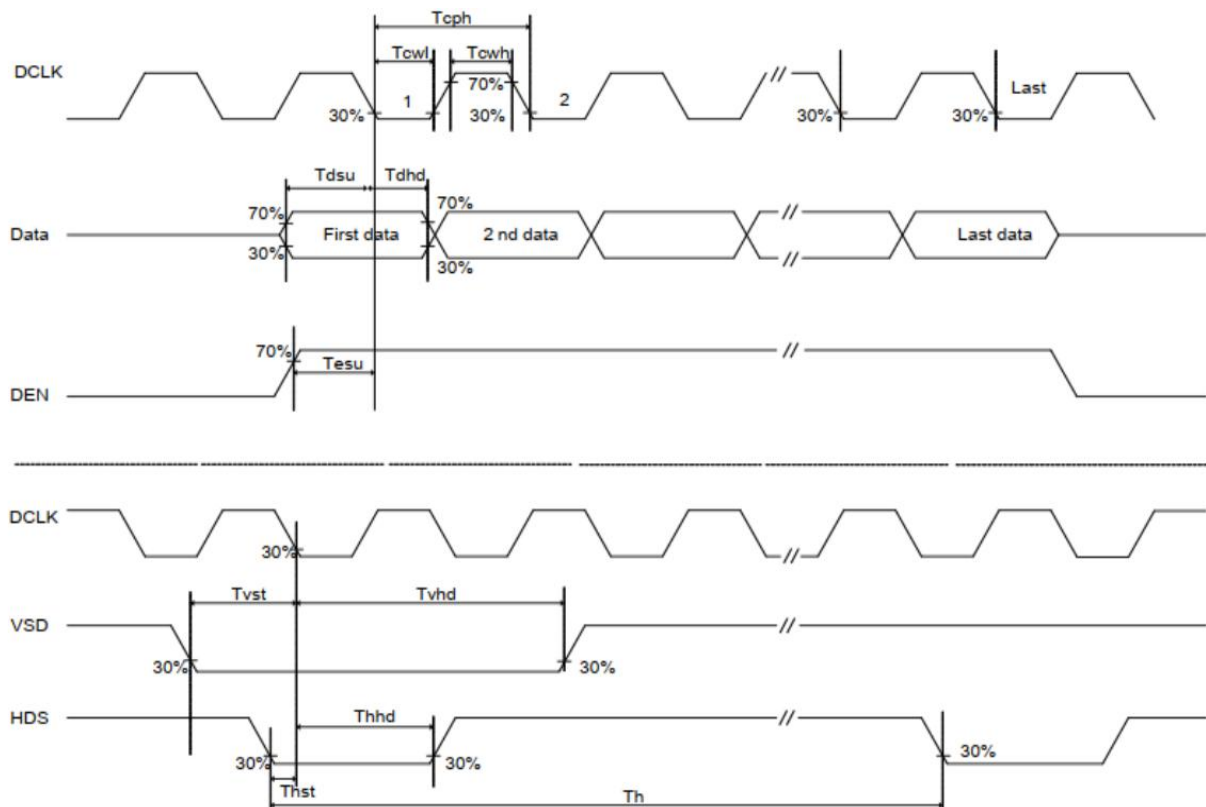 Tcph
Tcwl Tcwh
DCLK
70%
30% 1 30% 2 30% 30% Last
Tdsu Tdhd
70% 70%
Data First data 2 nd data Last data
30% 30%
70%
Tesu
DEN
DCLK
30%
Tvst Tvhd
VSD
30% 30%
HDS
Thhd
30% 30% 30%
Thst
Th